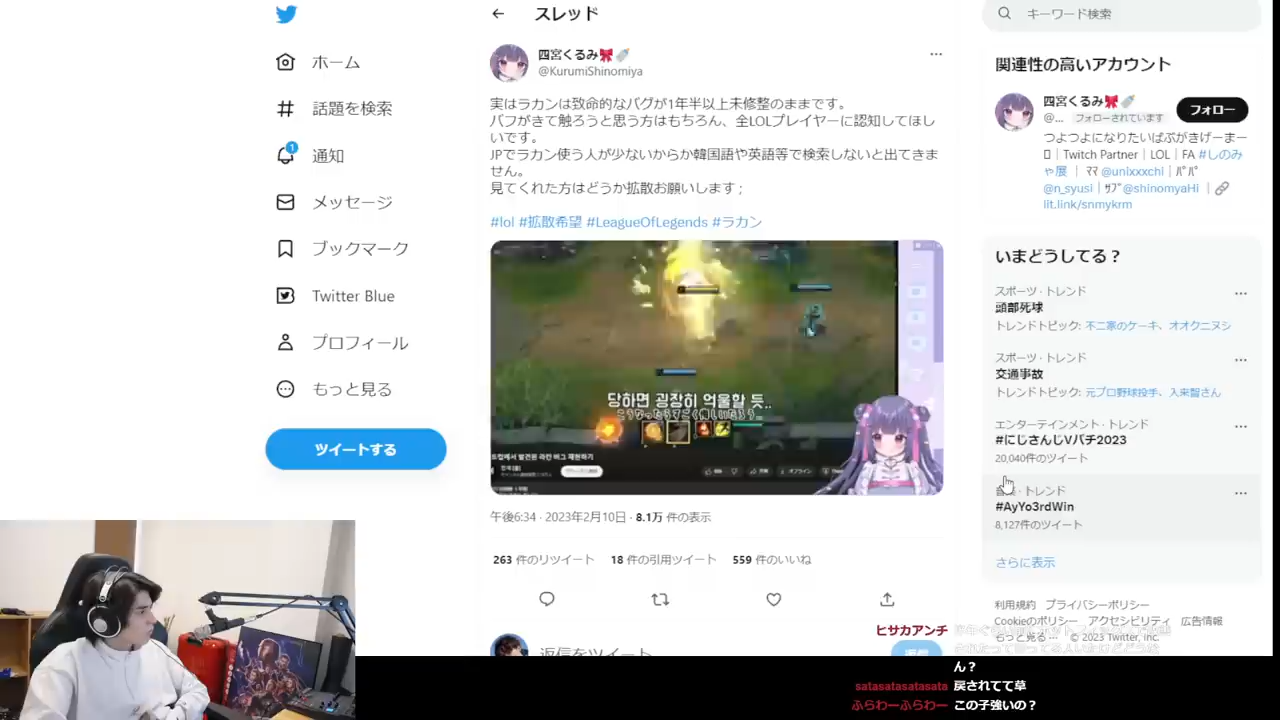 スレッド
キーワード検索
ホーム
話題を検索
1
通知
メッセージ
ブックマーク
Twitter Blue
プロフィール
もっと見る
ツイートする
四宮くるみ🎀🍼
@KurumiShinomiya
実はラカンは致命的なバグが1年半以上未修整のままです。
バフがきて触ろうと思う方はもちろん、全LOLプレイヤーに認知してほし
いです。
JPでラカン使う人が少ないからか韓国語や英語等で検索しないと出てきま
せん。
見てくれた方はどうか拡散お願いします；
#lol #拡散希望 #LeagueOfLegends #ラカン
당하면 굉장히 억울할 듯..
午後6:34 · 2023年2月10日 · 8.1万 件の表示
263 件のリツイート 18 件の引用ツイート 559 件のいいね
返信をツイート
返信
関連性の高いアカウント
四宮くるみ🎀🍼
@... フォローされています
フォロー
つよつよになりたいばぶがきげーまー
| Twitch Partner | LOL | FA #しのみ
ゃ展 | ﾏﾏ @unixxxchi | ﾊﾟﾊﾟ
@n_syusi | ｻﾌﾞ@shinomyaHi |
lit.link/snmykrm
いまどうしてる？
スポーツ · トレンド
頭部死球
トレンドトピック: 不二家のケーキ、オオクニヌシ
スポーツ · トレンド
交通事故
トレンドトピック: 元プロ野球投手、入来智さん
エンターテインメント · トレンド
#にじさんじVパチ2023
20,040件のツイート
トレンド
#AyYo3rdWin
8,127件のツイート
さらに表示
利用規約 プライバシーポリシー
Cookieのポリシー アクセシビリティ 広告情報
もっと見る… © 2023 Twitter, Inc.
ヒサカアンチ
ん？
satasatasatasata 戻されてて草
ふらわーふらわー この子強いの？